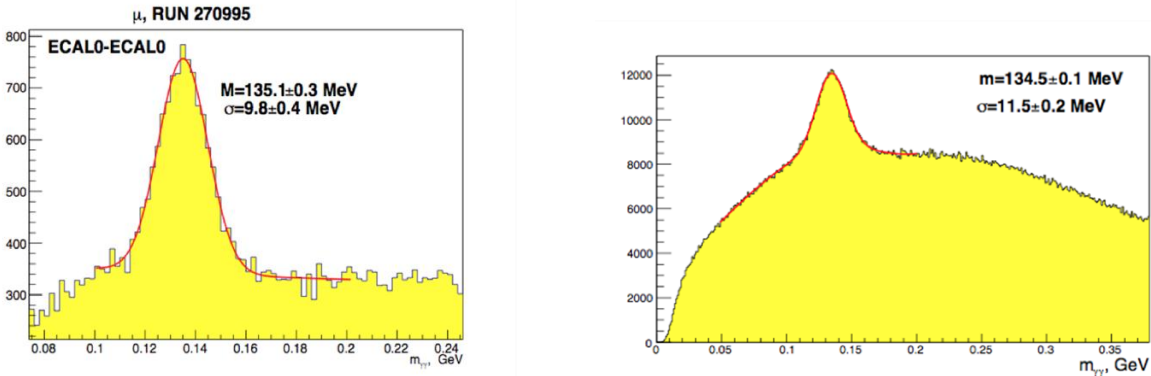 μ, RUN 270995
ECAL0-ECAL0
M=135.1±0.3 MeV
σ=9.8±0.4 MeV
800
700
600
500
400
300
0.08 0.1 0.12 0.14 0.16 0.18 0.2 0.22 0.24
mγγ, GeV
m=134.5±0.1 MeV
σ=11.5±0.2 MeV
12000
10000
8000
6000
4000
2000
0
0 0.05 0.1 0.15 0.2 0.25 0.3 0.35
mγγ, GeV